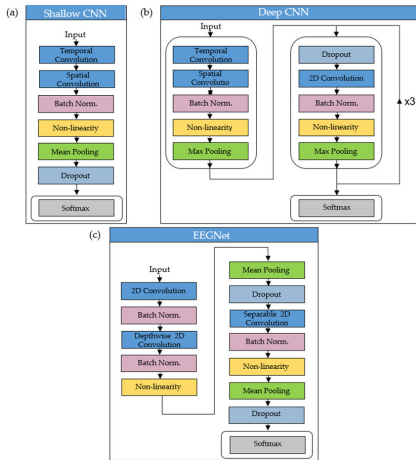 (a)
Shallow CNN
Input
Temporal
Convolution
Spatial
Convolution
Batch Norm.
Non-linearity
Mean Pooling
Dropout
Softmax
(b)
Deep CNN
Input
Temporal
Convolution
Spatial
Convolutio
Batch Norm.
Non-linearity
Max Pooling
Dropout
2D Convolution
Batch Norm.
Non-linearity
Max Pooling
x3
Softmax
(c)
EEGNet
Input
2D Convolution
Batch Norm.
Depthwise 2D
Convolution
Batch Norm.
Non-linearity
Mean Pooling
Dropout
Separable 2D
Convolution
Batch Norm.
Non-linearity
Mean Pooling
Dropout
Softmax